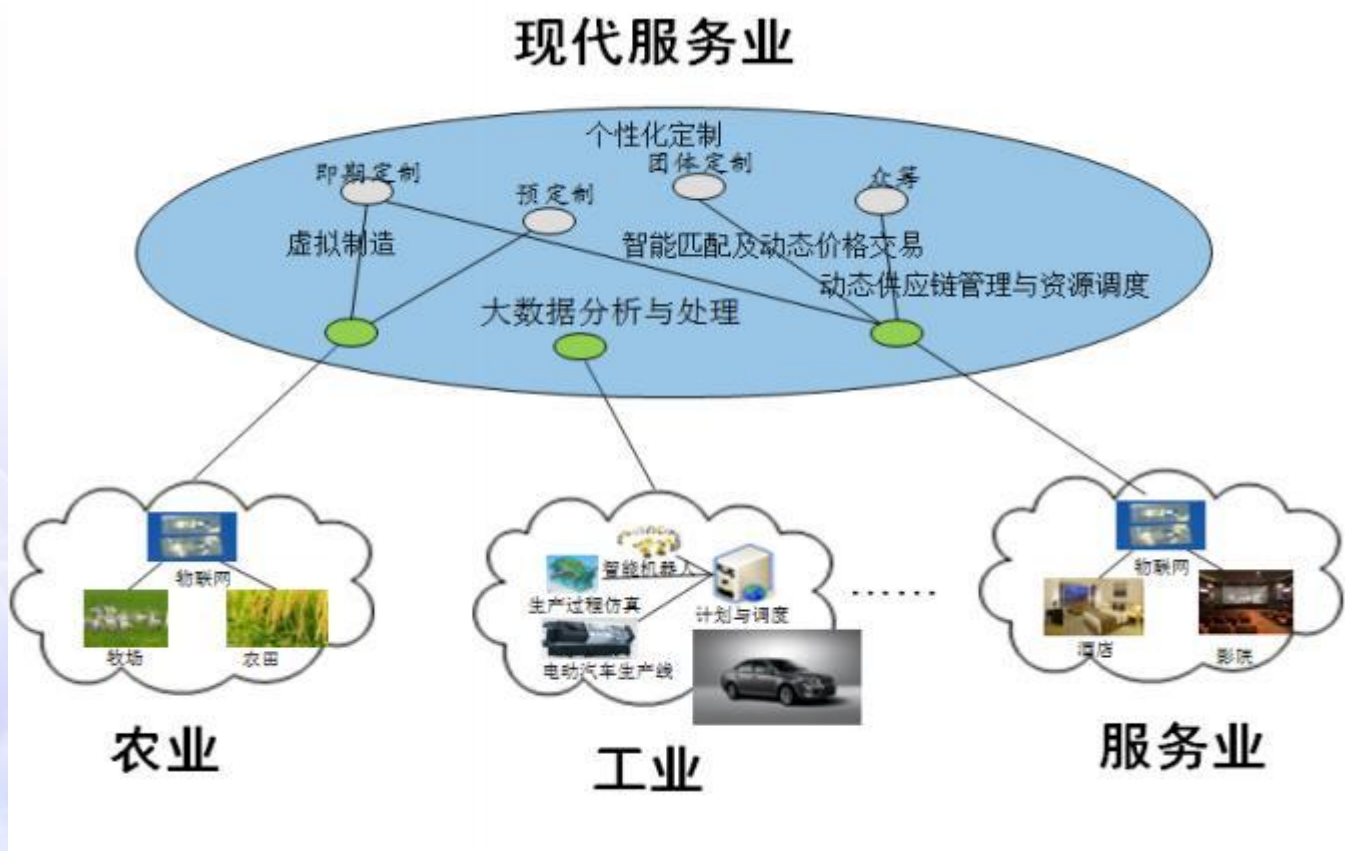 现代服务业
个性化定制
即期定制
预定制
团体定制
众筹
虚拟制造
智能匹配及动态价格交易
动态供应链管理与资源调度
大数据分析与处理
物联网
牧场
农田
农业
智能机器人
生产过程仿真
计划与调度
电动汽车生产线
工业
......
物联网
酒店
影院
服务业